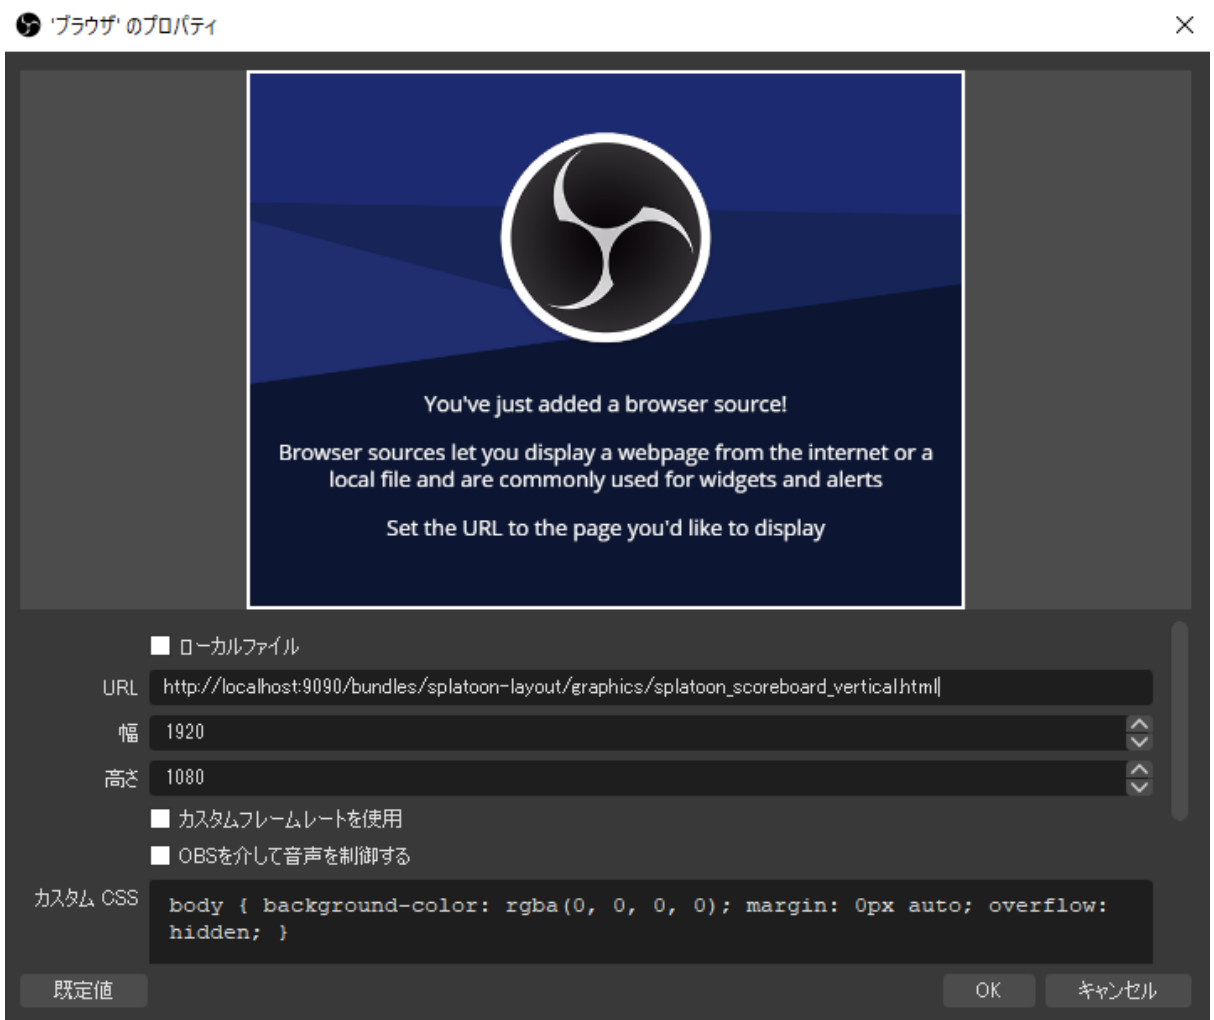 'ブラウザ' のプロパティ
You've just added a browser source!
Browser sources let you display a webpage from the internet or a
local file and are commonly used for widgets and alerts
Set the URL to the page you'd like to display
ローカルファイル
URL http://localhost:9090/bundles/splatoon-layout/graphics/splatoon_scoreboard_vertical.html
幅 1920
高さ 1080
カスタムフレームレートを使用
OBSを介して音声を制御する
カスタム CSS body { background-color: rgba(0, 0, 0, 0); margin: 0px auto; overflow:
hidden; }
既定値 OK キャンセル